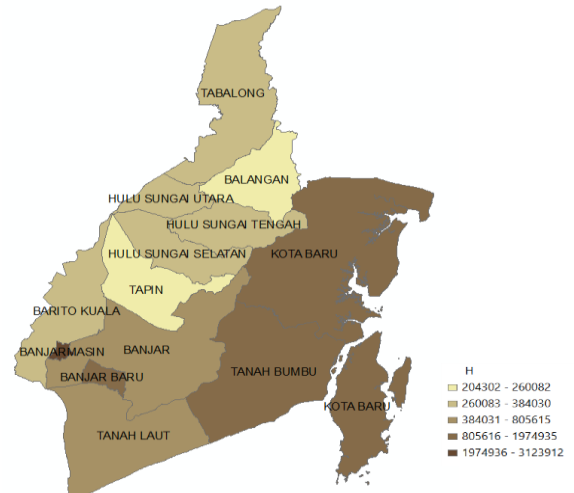 TABALONG
BALANGAN
HULU SUNGAI UTARA
HULU SUNGAI TENGAH
HULU SUNGAI SELATAN
KOTA BARU
TAPIN
BARITO KUALA
BANJARMASIN
BANJAR
BANJAR BARU
TANAH BUMBU
KOTA BARU
TANAH LAUT
H
204302 - 260082
260083 - 384030
384031 - 805615
805616 - 1974935
1974936 - 3123912